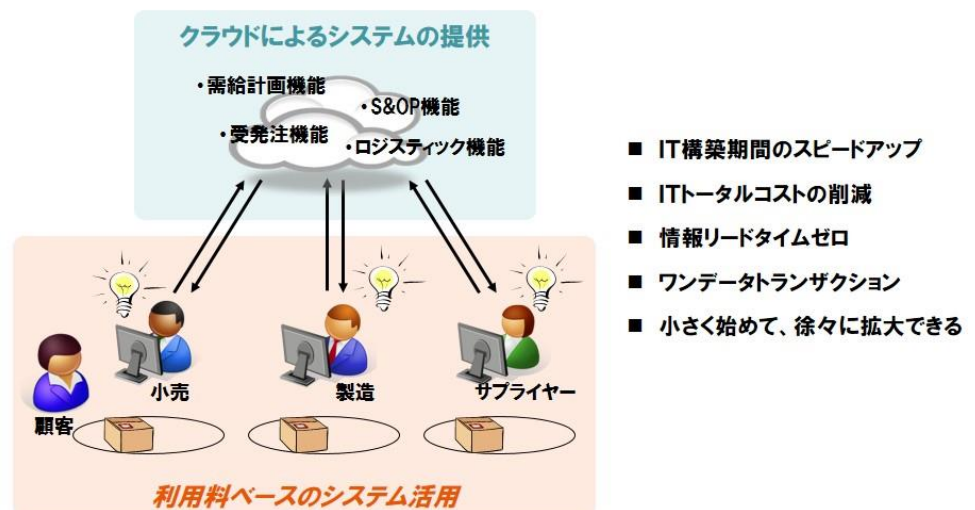 クラウドによるシステムの提供
・需給計画機能
・S&OP機能
・受発注機能
・ロジスティック機能
小売
製造
サプライヤー
顧客
利用料ベースのシステム活用
■ IT構築期間のスピードアップ
■ ITトータルコストの削減
■ 情報リードタイムゼロ
■ ワンデータトランザクション
■ 小さく始めて、徐々に拡大できる